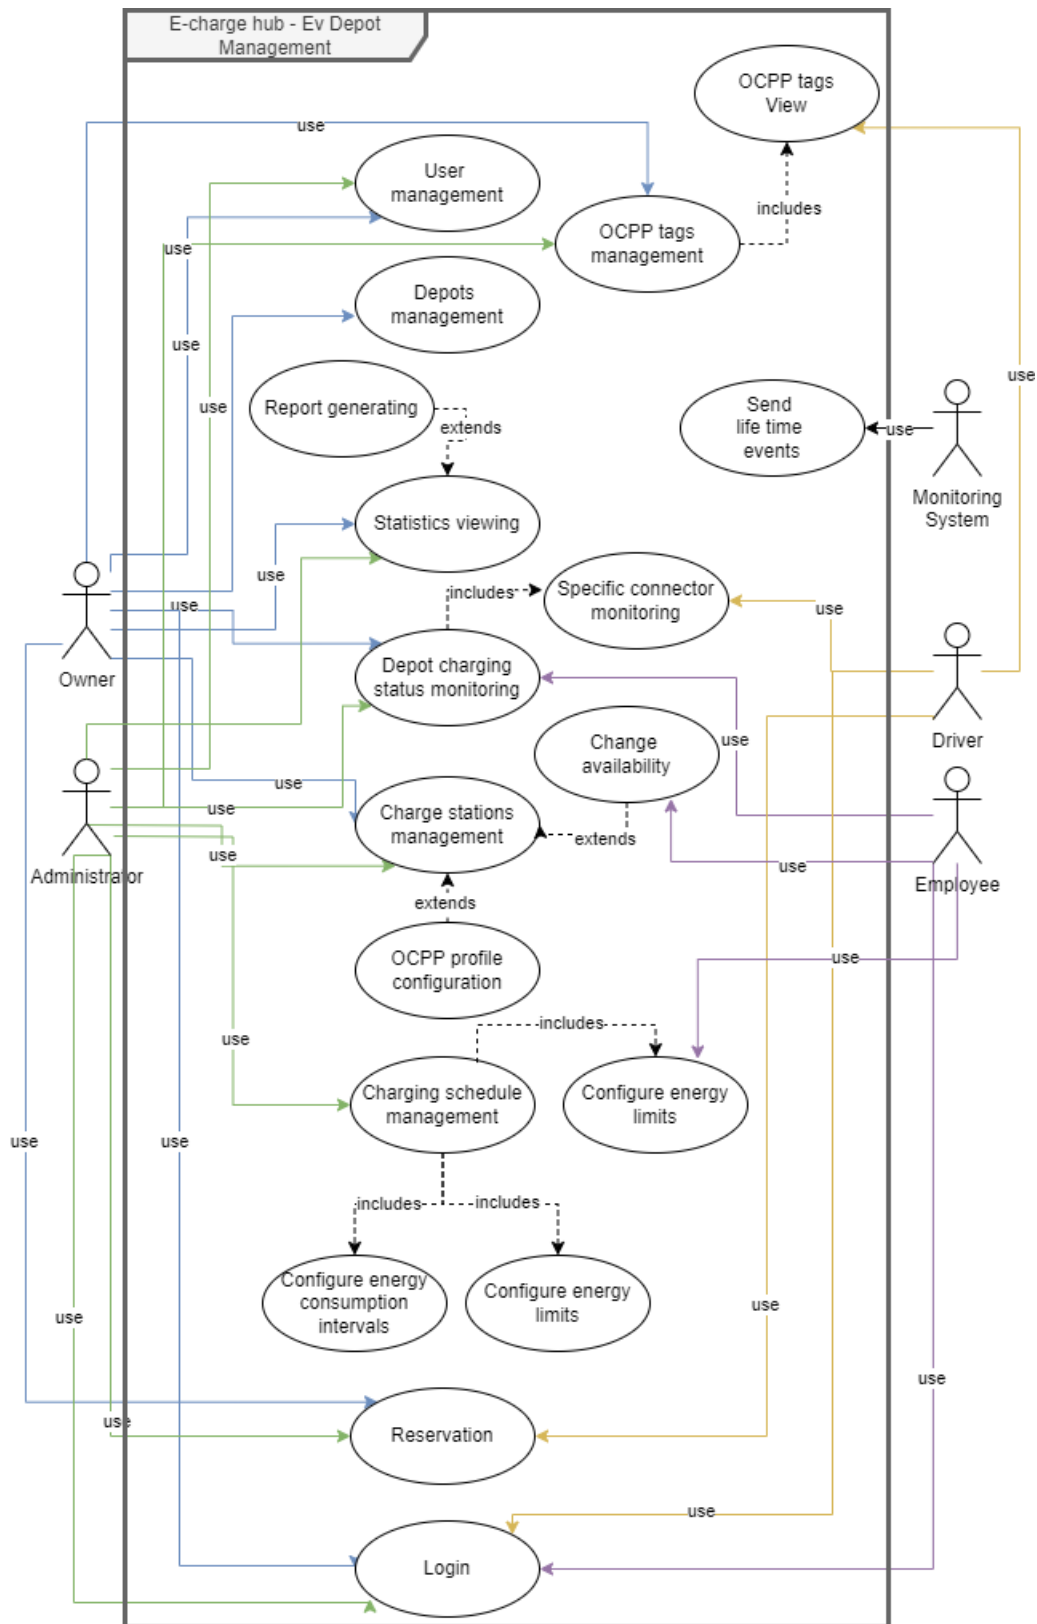 E-charge hub - Ev Depot
Management
OCPP tags
View
use
User
management
includes
OCPP tags
management
use
Depots
management
use
use
use
Report generating
extends
Send
life time
events
use
Monitoring
System
Statistics viewing
use
includes
Specific connector
monitoring
use
use
Owner
Depot charging
status monitoring
Change
availability
use
Driver
use
use
Charge stations
management
extends
use
use
Administrator
Employee
extends
OCPP profile
configuration
use
includes
use
Charging schedule
management
Configure energy
limits
use
use
includes
includes
Configure energy
consumption
intervals
Configure energy
limits
use
use
use
use
Reservation
use
Login